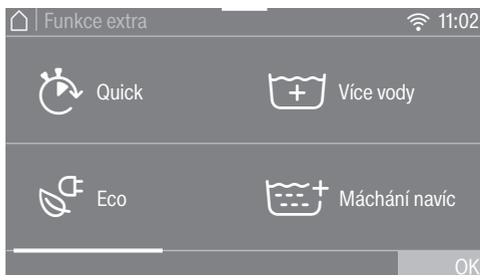 Funkce extra 11:02
Quick Více vody
Eco Máchání navíc
OK